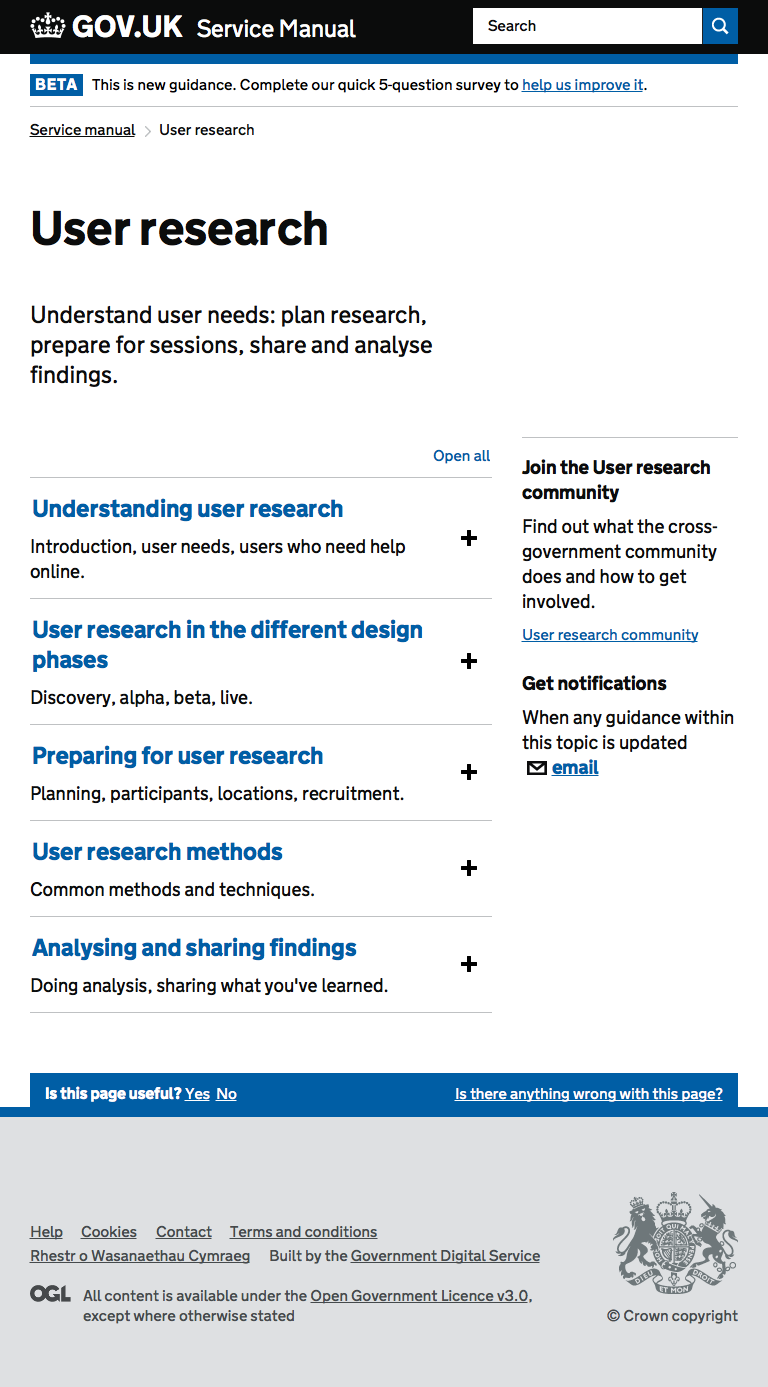 GOV.UK Service Manual
Search
BETA This is new guidance. Complete our quick 5-question survey to help us improve it.
Service manual User research
User research
Understand user needs: plan research,
prepare for sessions, share and analyse
findings.
Open all
Understanding user research
Introduction, user needs, users who need help
online.
User research in the different design
phases
Discovery, alpha, beta, live.
Preparing for user research
Planning, participants, locations, recruitment.
User research methods
Common methods and techniques.
Analysing and sharing findings
Doing analysis, sharing what you've learned.
Join the User research
community
Find out what the cross-
government community
does and how to get
involved.
User research community
Get notifications
When any guidance within
this topic is updated
email
Is this page useful? Yes No
Is there anything wrong with this page?
Help Cookies Contact Terms and conditions
Rhestr o Wasanaethau Cymraeg Built by the Government Digital Service
OGL All content is available under the Open Government Licence v3.0,
except where otherwise stated
DIEU ET MON DROIT
© Crown copyright